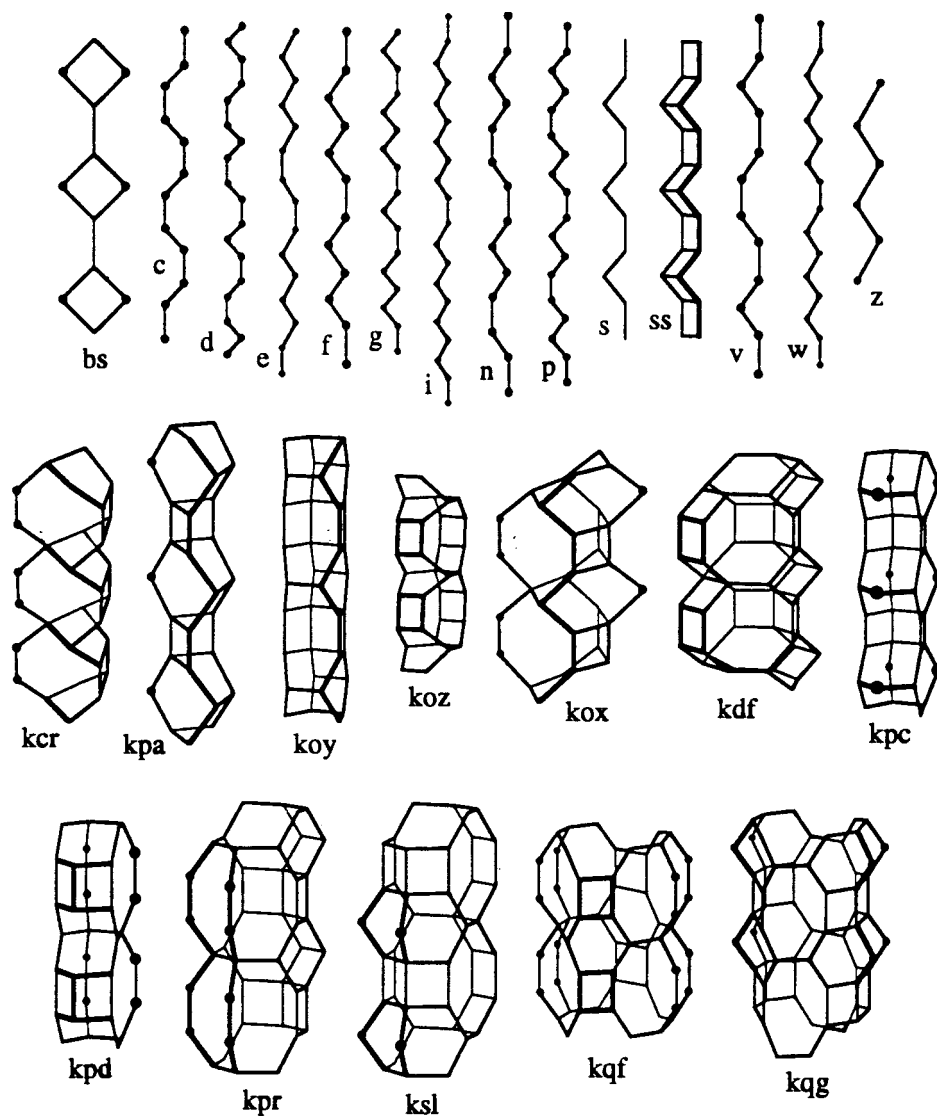 bs c d e f g i n p s ss v w z
kcr kpa koy koz kox kdf kpc
kpd kpr ksl kqf kqg